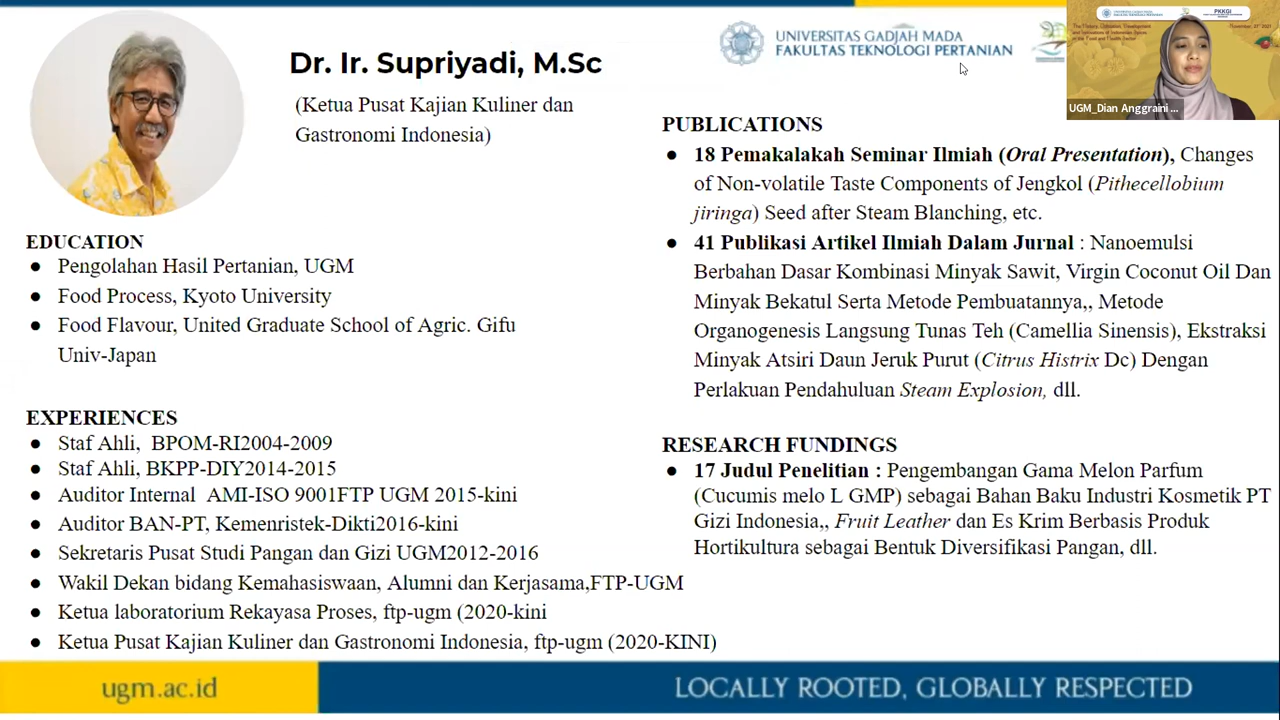 Dr. Ir. Supriyadi, M.Sc
(Ketua Pusat Kajian Kuliner dan
Gastronomi Indonesia)
UNIVERSITAS GADJAH MADA
FAKULTAS TEKNOLOGI PERTANIAN
EDUCATION
● Pengolahan Hasil Pertanian, UGM
● Food Process, Kyoto University
● Food Flavour, United Graduate School of Agric. Gifu
Univ-Japan
EXPERIENCES
● Staf Ahli, BPOM-RI2004-2009
● Staf Ahli, BKPP-DIY2014-2015
● Auditor Internal AMI-ISO 9001FTP UGM 2015-kini
● Auditor BAN-PT, Kemenristek-Dikti2016-kini
● Sekretaris Pusat Studi Pangan dan Gizi UGM2012-2016
● Wakil Dekan bidang Kemahasiswaan, Alumni dan Kerjasama,FTP-UGM
● Ketua laboratorium Rekayasa Proses, ftp-ugm (2020-kini
● Ketua Pusat Kajian Kuliner dan Gastronomi Indonesia, ftp-ugm (2020-KINI)
PUBLICATIONS
● 18 Pemakalakah Seminar Ilmiah (Oral Presentation), Changes
of Non-volatile Taste Components of Jengkol (Pithecellobium
jiringa) Seed after Steam Blanching, etc.
● 41 Publikasi Artikel Ilmiah Dalam Jurnal : Nanoemulsi
Berbahan Dasar Kombinasi Minyak Sawit, Virgin Coconut Oil Dan
Minyak Bekatul Serta Metode Pembuatannya,, Metode
Organogenesis Langsung Tunas Teh (Camellia Sinensis), Ekstraksi
Minyak Atsiri Daun Jeruk Purut (Citrus Histrix Dc) Dengan
Perlakuan Pendahuluan Steam Explosion, dll.
RESEARCH FUNDINGS
● 17 Judul Penelitian : Pengembangan Gama Melon Parfum
(Cucumis melo L GMP) sebagai Bahan Baku Industri Kosmetik PT
Gizi Indonesia,, Fruit Leather dan Es Krim Berbasis Produk
Hortikultura sebagai Bentuk Diversifikasi Pangan, dll.
PKKGI
UGM_Dian Anggraini ...
ugm.ac.id
LOCALLY ROOTED, GLOBALLY RESPECTED